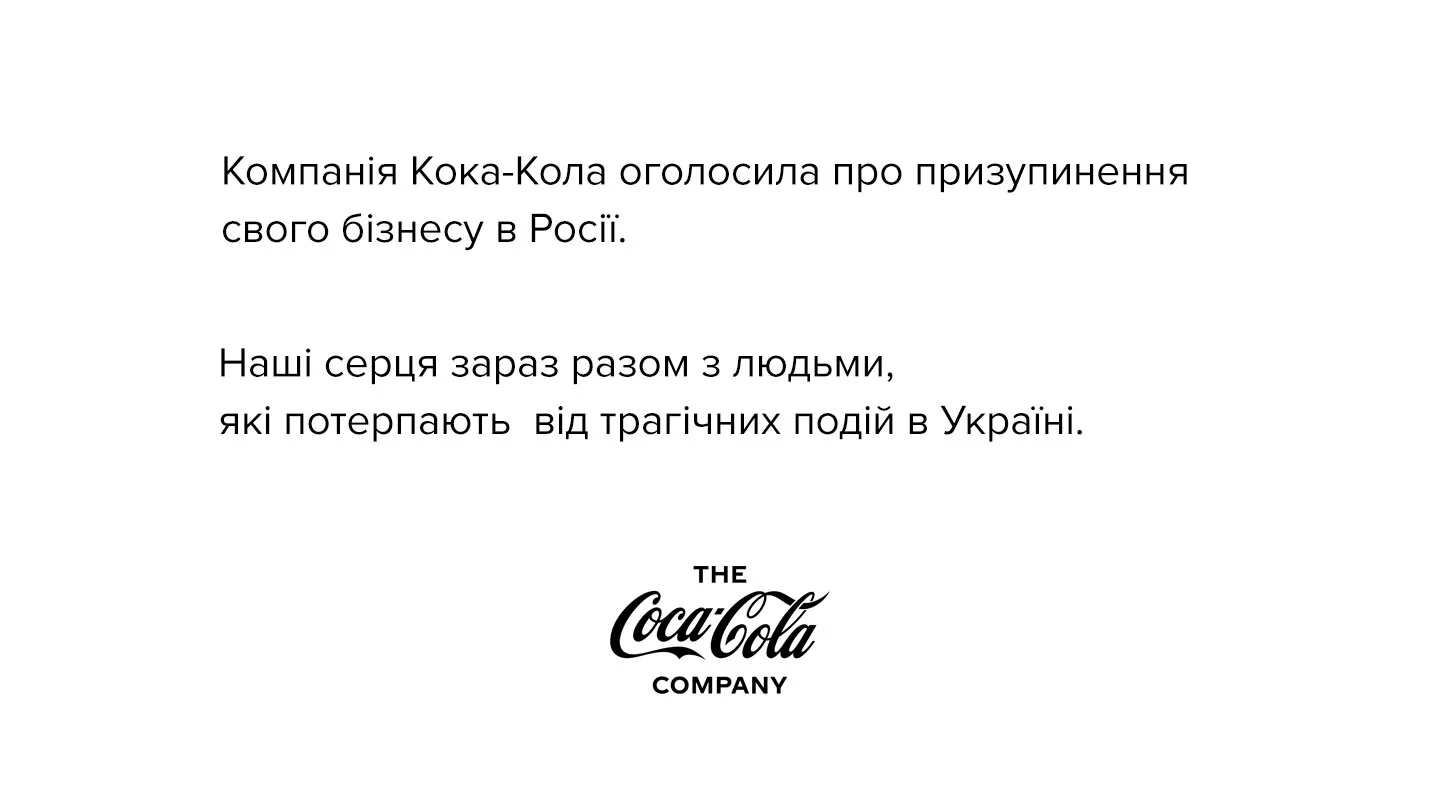 Компанія Кока-Кола оголосила про призупинення
свого бізнесу в Росії.
Наші серця зараз разом з людьми,
які потерпають  від трагічних подій в Україні.
THE
Coca-Cola
COMPANY